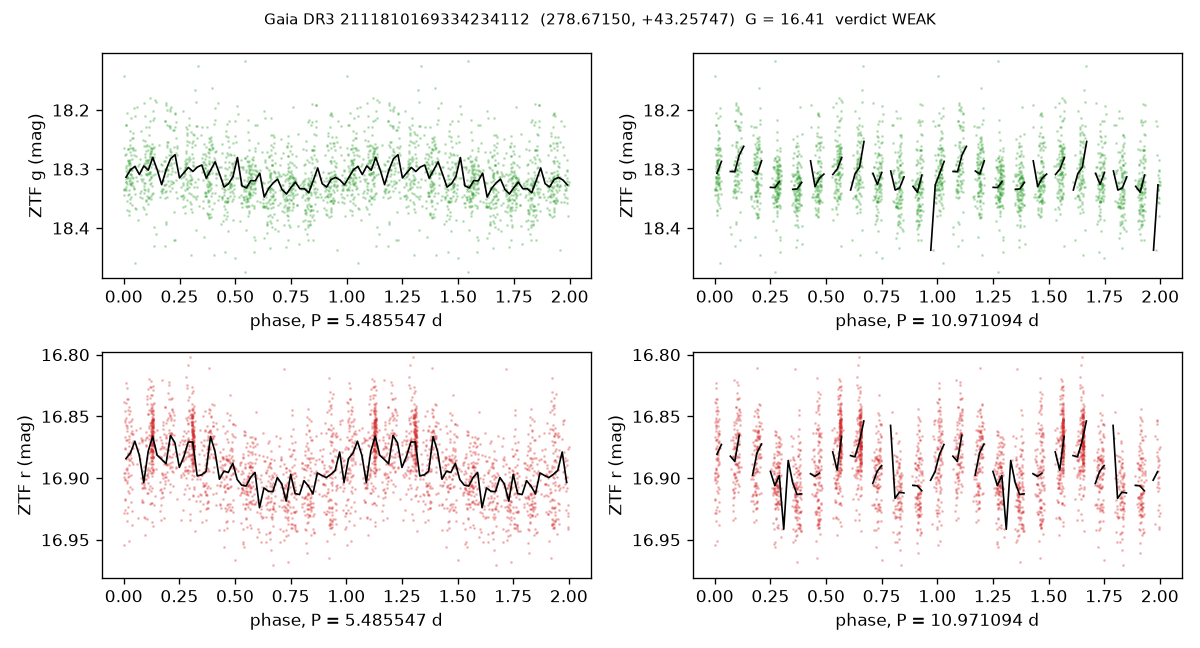 Gaia DR3 2111810169334234112  (278.67150, +43.25747)  G = 16.41  verdict WEAK
ZTF g (mag)
18.2
18.3
18.4
0.00 0.25 0.50 0.75 1.00 1.25 1.50 1.75 2.00
phase, P = 5.485547 d
ZTF g (mag)
18.2
18.3
18.4
0.00 0.25 0.50 0.75 1.00 1.25 1.50 1.75 2.00
phase, P = 10.971094 d
ZTF r (mag)
16.80
16.85
16.90
16.95
0.00 0.25 0.50 0.75 1.00 1.25 1.50 1.75 2.00
phase, P = 5.485547 d
ZTF r (mag)
16.80
16.85
16.90
16.95
0.00 0.25 0.50 0.75 1.00 1.25 1.50 1.75 2.00
phase, P = 10.971094 d